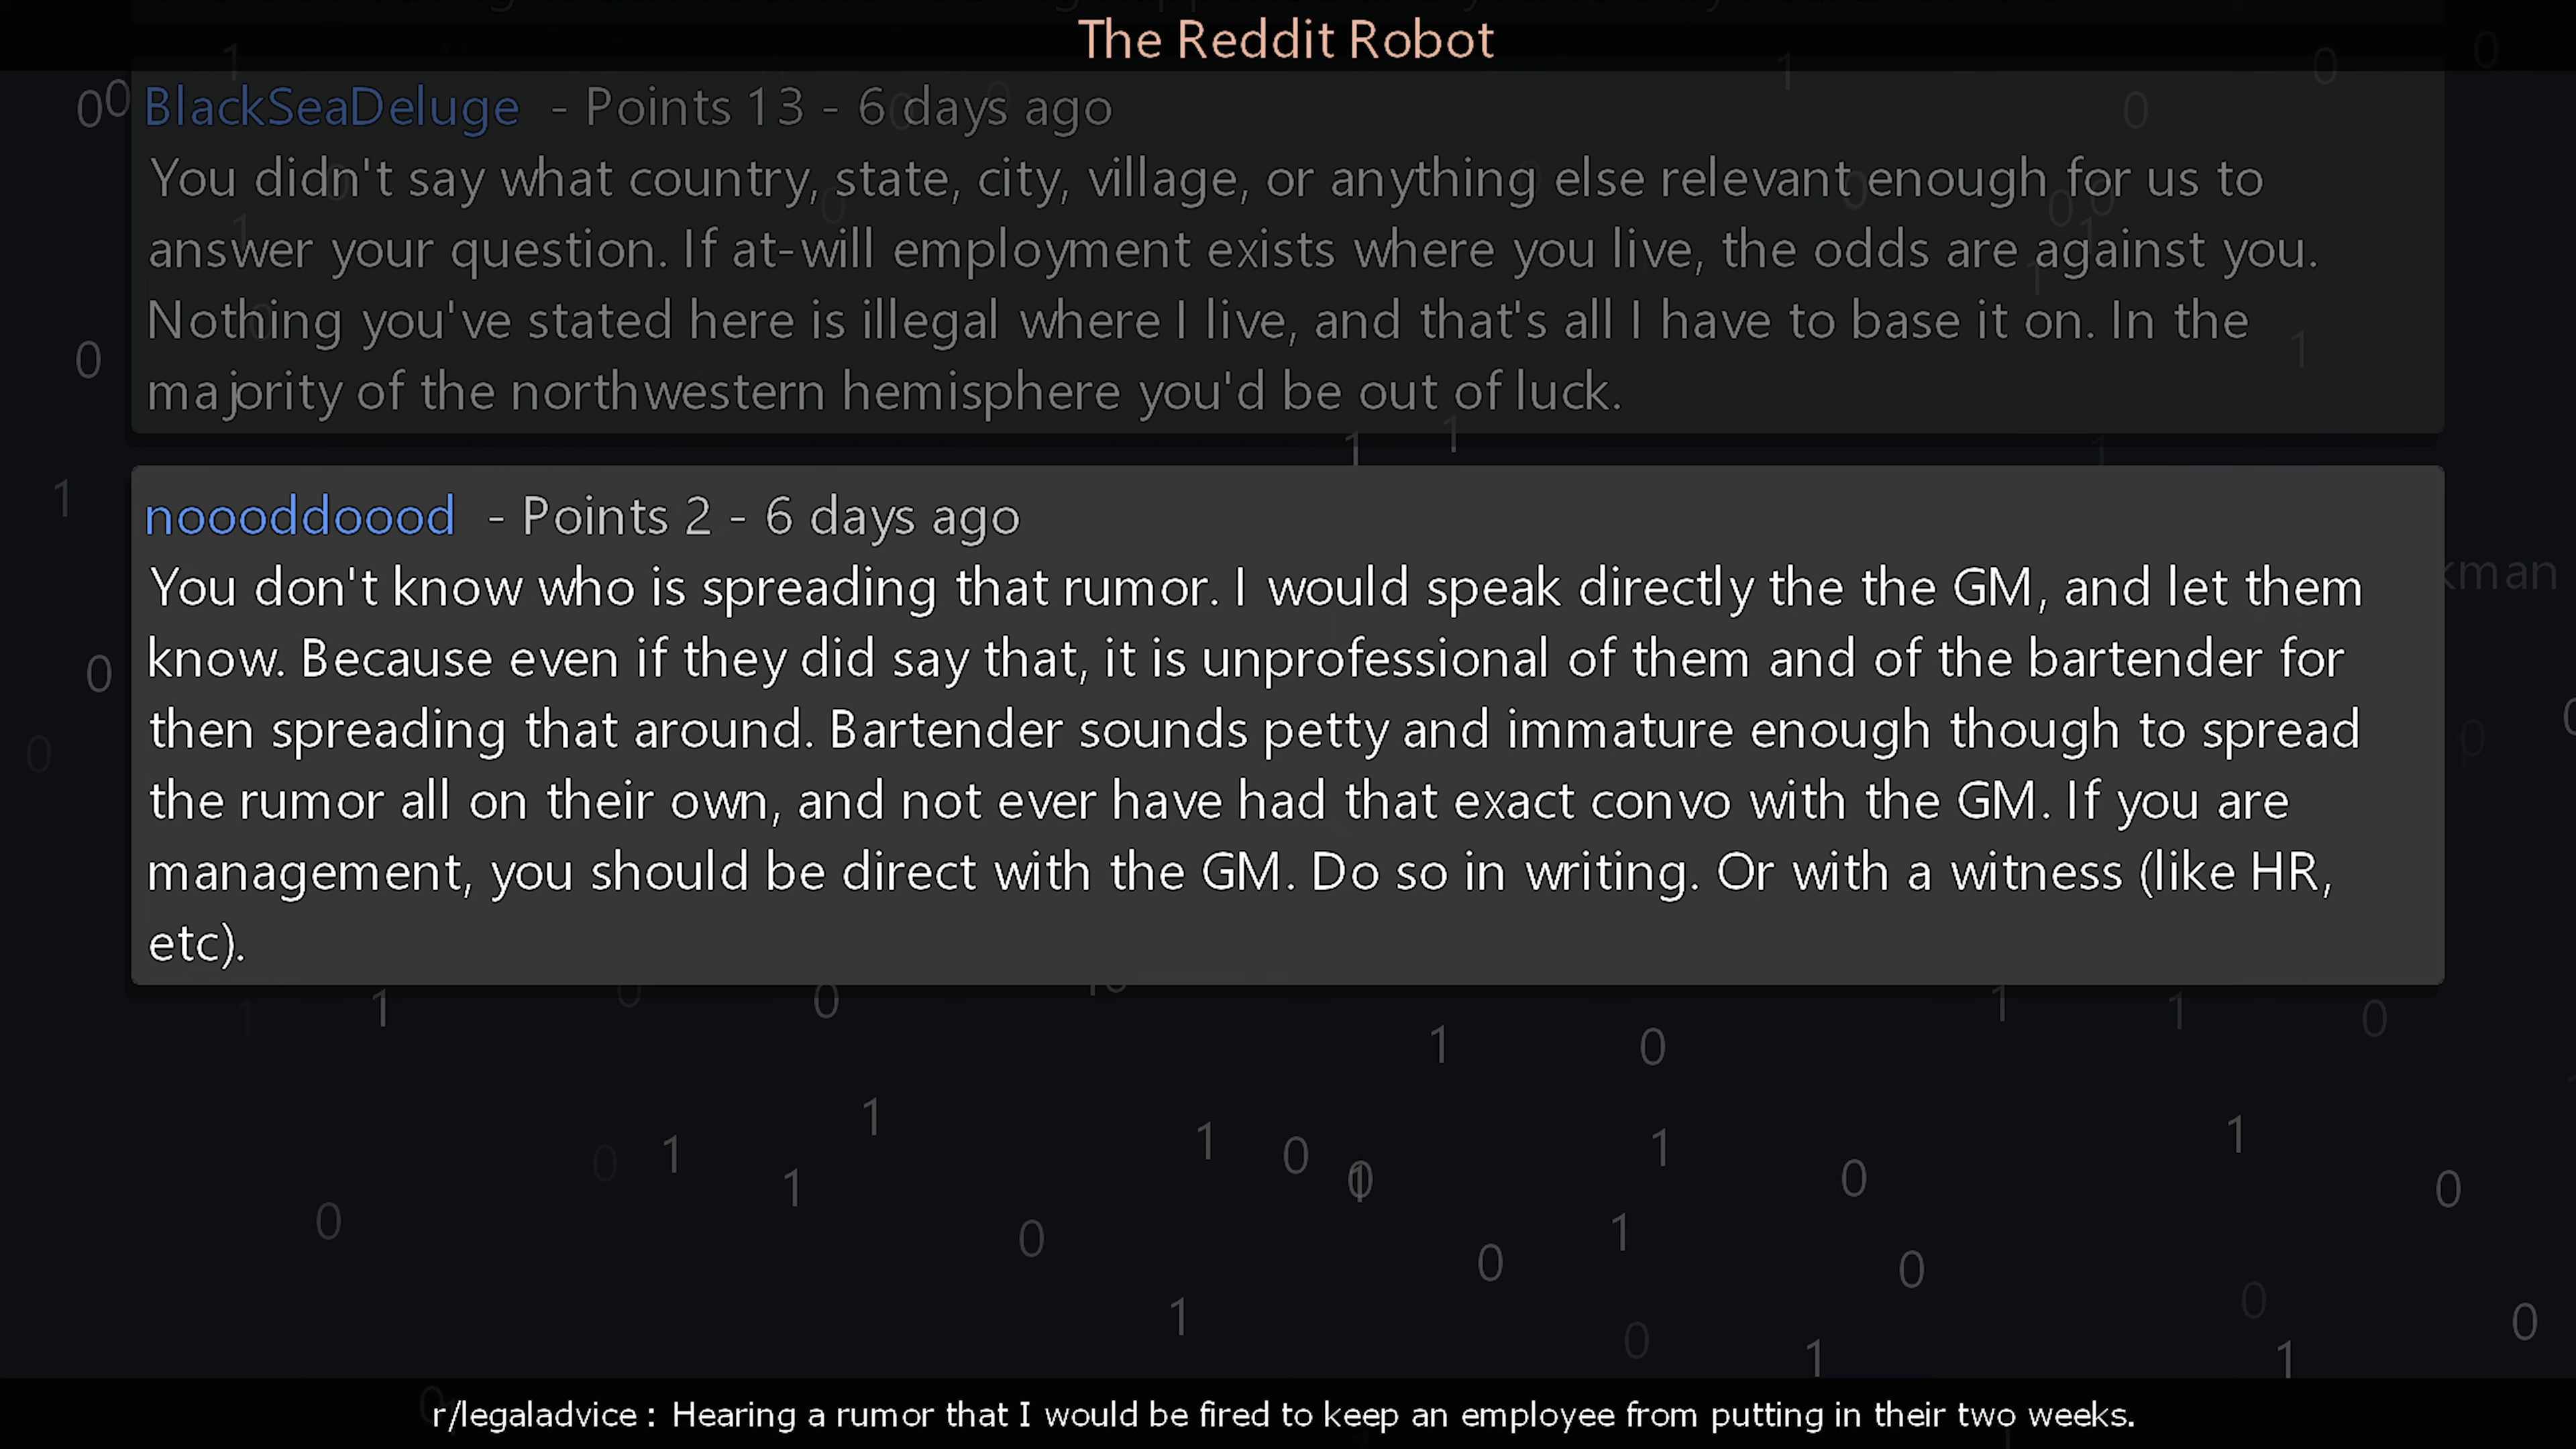 The Reddit Robot
BlackSeaDeluge - Points 13 - 6 days ago
You didn't say what country, state, city, village, or anything else relevant enough for us to
answer your question. If at-will employment exists where you live, the odds are against you.
Nothing you've stated here is illegal where I live, and that's all I have to base it on. In the
majority of the northwestern hemisphere you'd be out of luck.
noooddoood - Points 2 - 6 days ago
You don't know who is spreading that rumor. I would speak directly the the GM, and let them
know. Because even if they did say that, it is unprofessional of them and of the bartender for
then spreading that around. Bartender sounds petty and immature enough though to spread
the rumor all on their own, and not ever have had that exact convo with the GM. If you are
management, you should be direct with the GM. Do so in writing. Or with a witness (like HR,
etc).
r/legaladvice : Hearing a rumor that I would be fired to keep an employee from putting in their two weeks.